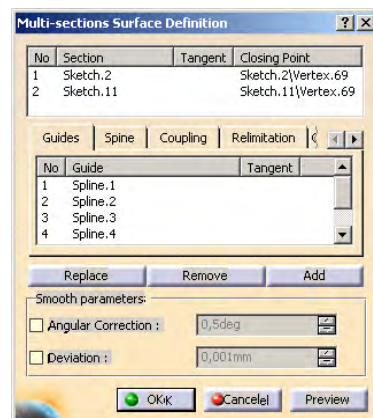 Multi-sections Surface Definition ? X
No Section Tangent Closing Point
1 Sketch.2 Sketch.2\Vertex.69
2 Sketch.11 Sketch.11\Vertex.69
Guides Spine Coupling Relimitation
No Guide Tangent
1 Spline.1
2 Spline.2
3 Spline.3
4 Spline.4
Replace Remove Add
Smooth parameters
Angular Correction : 0,5deg
Deviation : 0,001mm
OKK Cancelel Preview